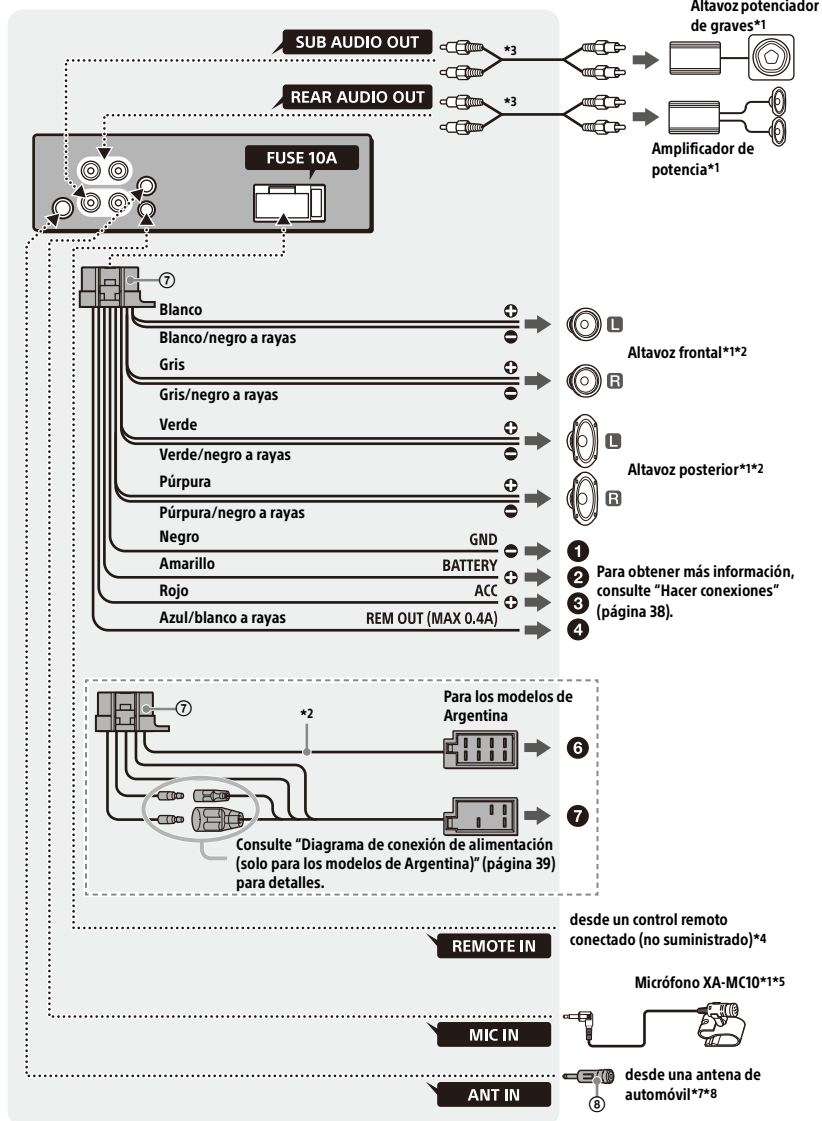 Altavoz potenciador
de graves*1
SUB AUDIO OUT
*3
REAR AUDIO OUT
*3
Amplificador de
potencia*1
FUSE 10A
⑦
Blanco
Blanco/negro a rayas
L
Gris
Gris/negro a rayas
R
Altavoz frontal*1*2
Verde
Verde/negro a rayas
L
Púrpura
Púrpura/negro a rayas
R
Altavoz posterior*1*2
Negro GND ❶
Amarillo BATTERY ❷
Rojo ACC ❸
Azul/blanco a rayas REM OUT (MAX 0.4A) ❹
Para obtener más información,
consulte “Hacer conexiones”
(página 38).
⑦
*2
Para los modelos de
Argentina
❻
❼
Consulte “Diagrama de conexión de alimentación
(solo para los modelos de Argentina)” (página 39)
para detalles.
REMOTE IN
desde un control remoto
conectado (no suministrado)*4
Micrófono XA-MC10*1*5
MIC IN
ANT IN
⑧
desde una antena de
automóvil*7*8